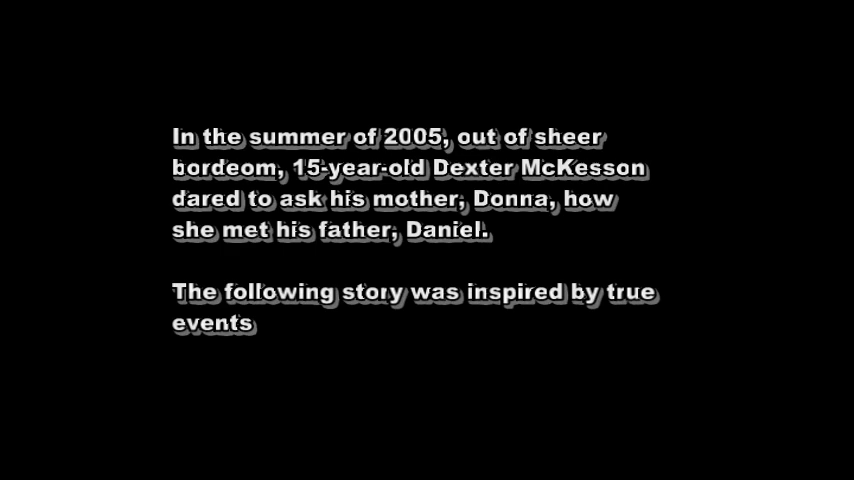 In the summer of 2005, out of sheer
bordeom, 15-year-old Dexter McKesson
dared to ask his mother, Donna, how
she met his father, Daniel.
The following story was inspired by true
events